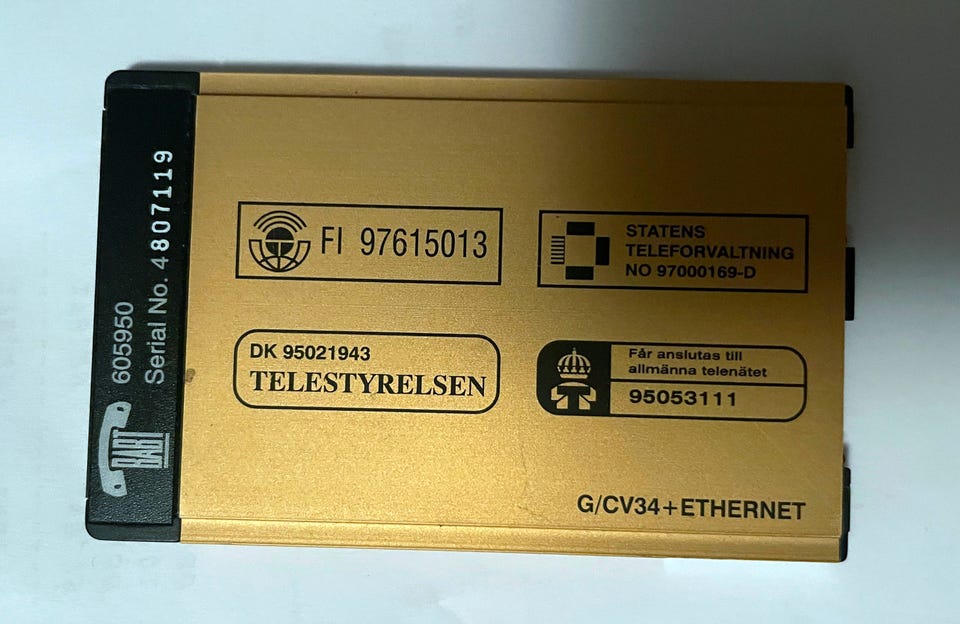 BABT
605950
Serial No. 4807119
FI 97615013
STATENS
TELEFORVALTNING
NO 97000169-D
DK 95021943
TELESTYRELSEN
Får anslutas till
allmänna telenätet
95053111
G/CV34+ETHERNET